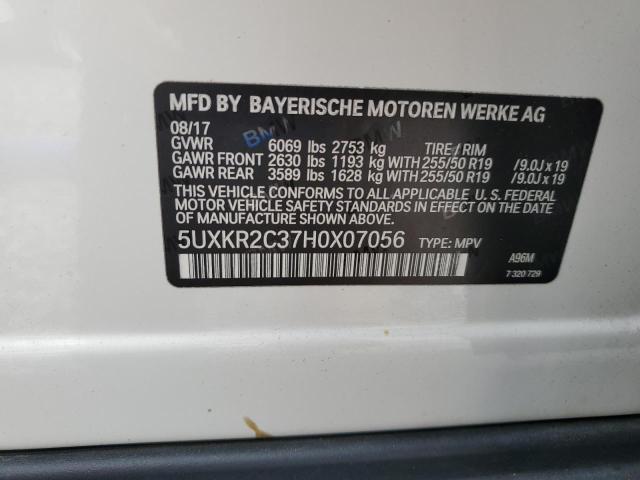 MFD BY BAYERISCHE MOTOREN WERKE AG
08/17
GVWR 6069 lbs 2753 kg TIRE/RIM
GAWR FRONT 2630 lbs 1193 kg WITH 255/50 R19 /9.0J x 19
GAWR REAR 3589 lbs 1628 kg WITH 255/50 R19 /9.0J x 19
THIS VEHICLE CONFORMS TO ALL APPLICABLE U.S. FEDERAL
MOTOR VEHICLE SAFETY STANDARDS IN EFFECT ON THE DATE
OF MANUFACTURE SHOWN ABOVE.
5UXKR2C37H0X07056 TYPE: MPV
A96M
7 320 729